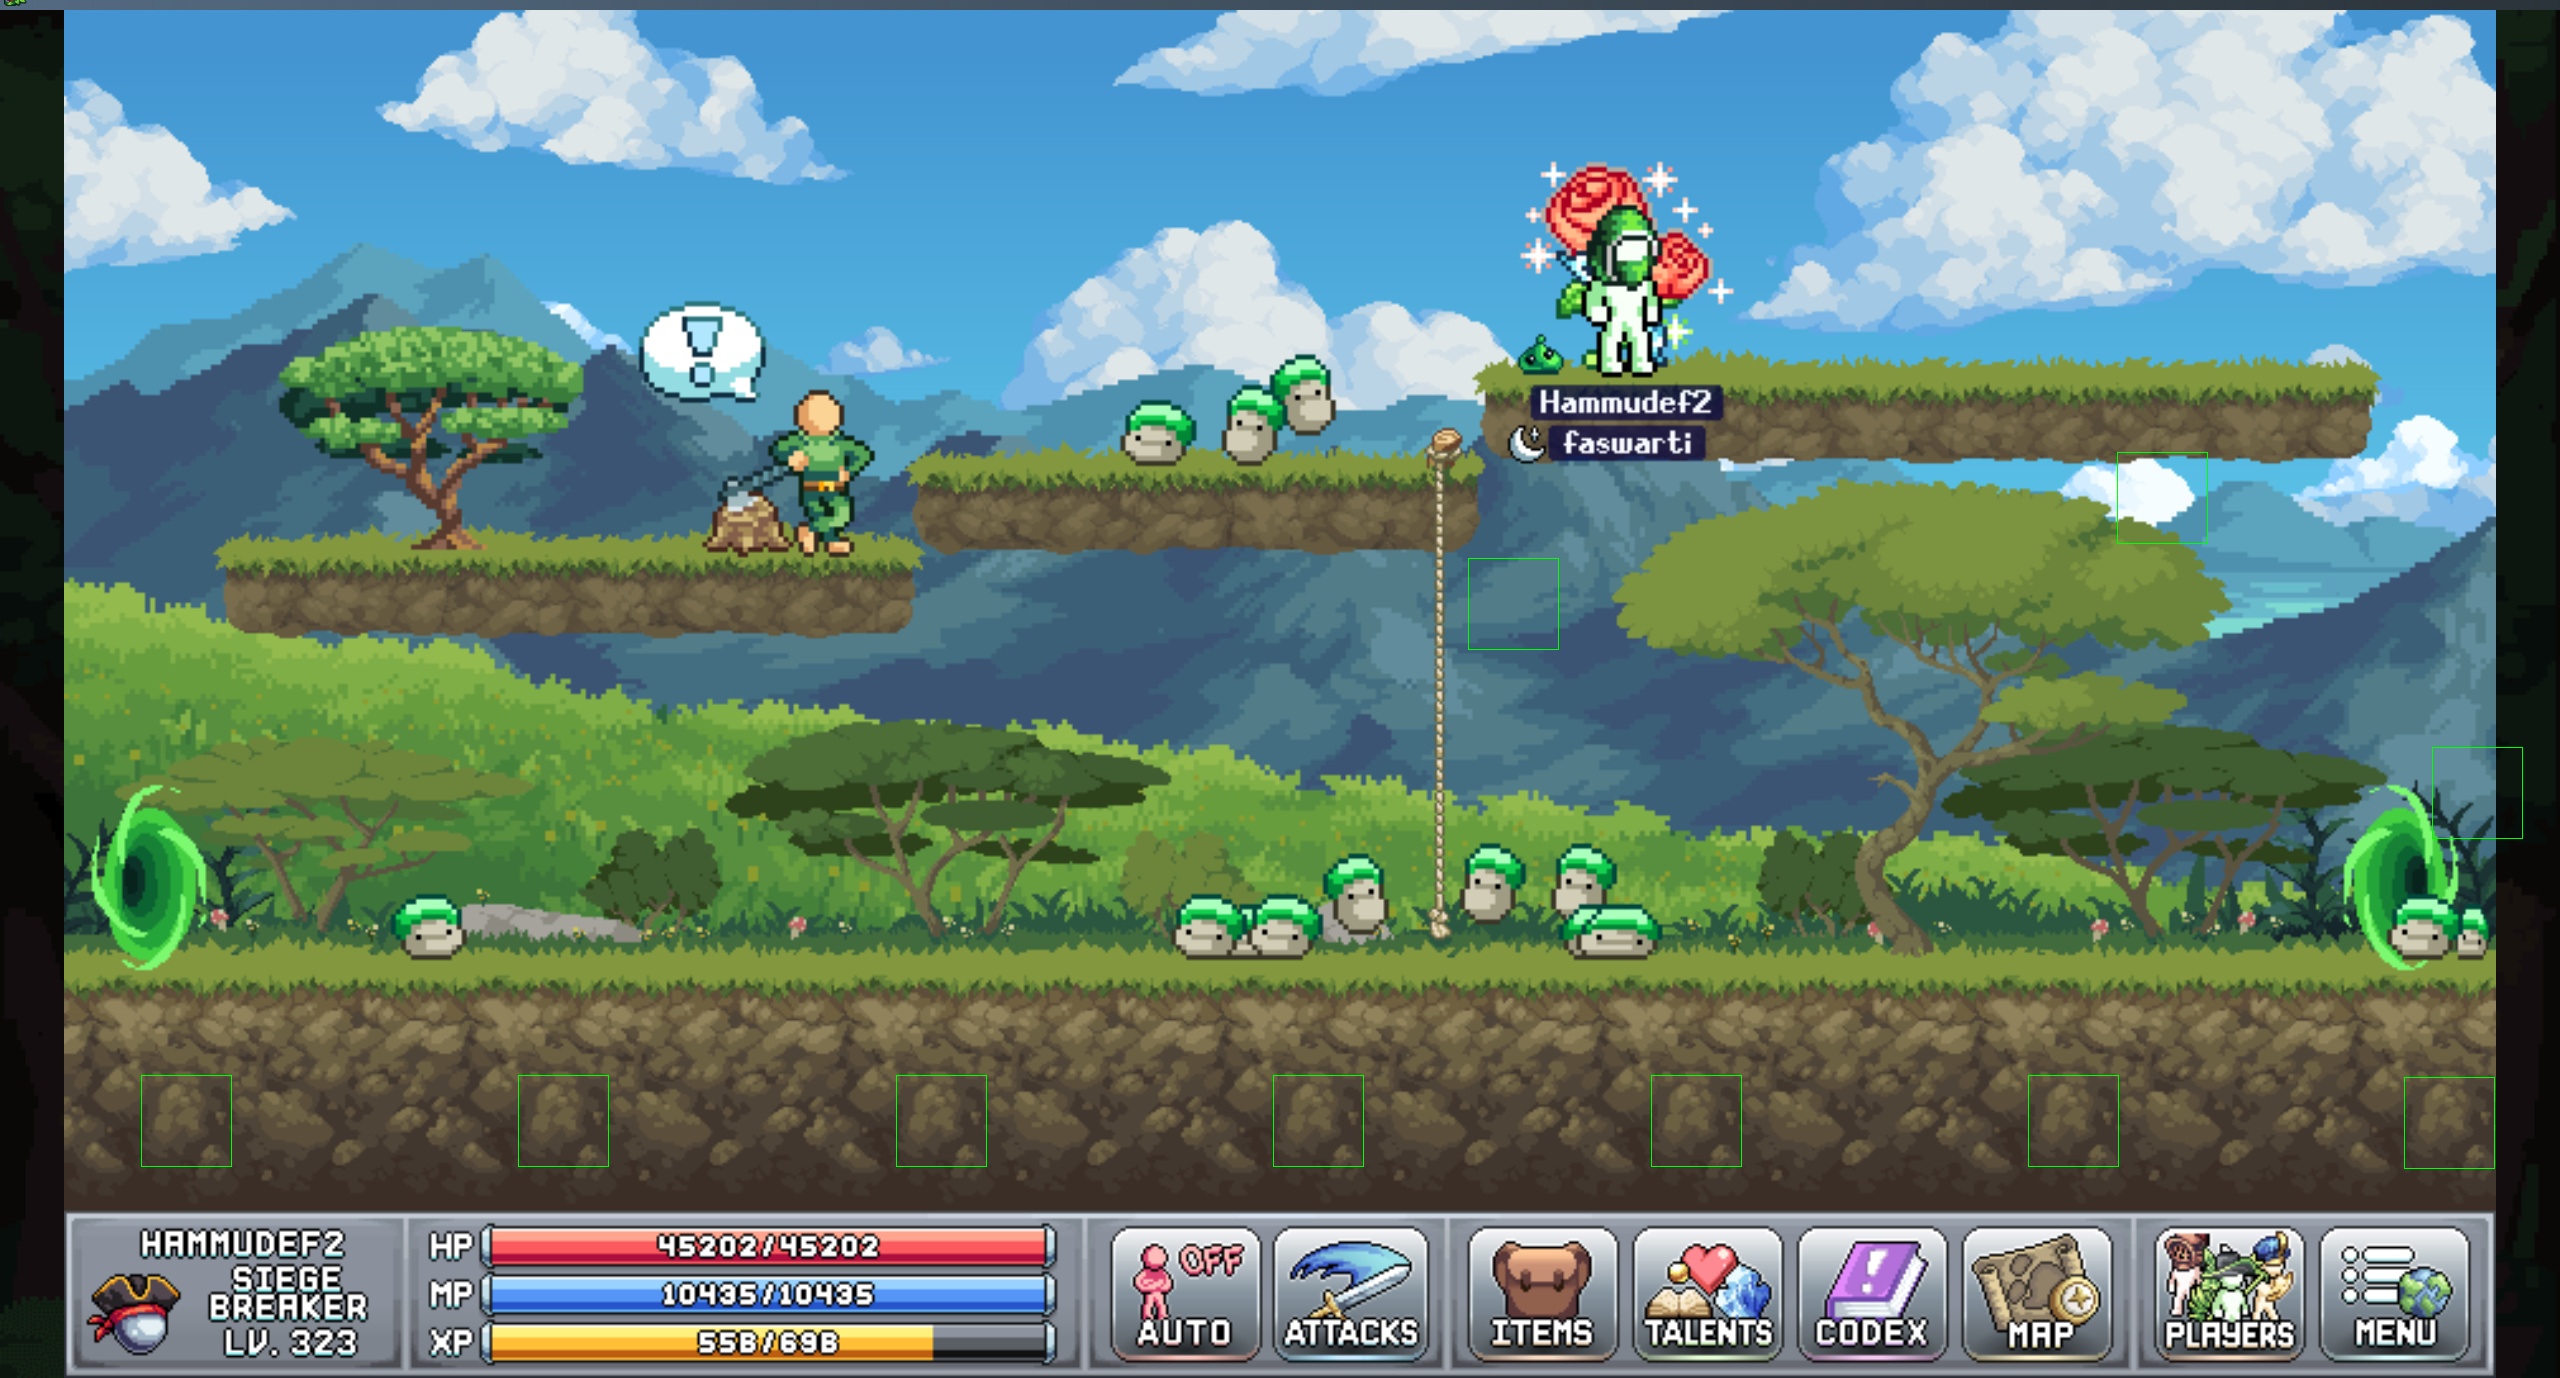 Hammudef2
faswarti
HAMMUDEF2
SIEGE
BREAKER
LV. 323
HP 45202/45202
MP 10435/10435
XP 55B/69B
OFF
AUTO
ATTACKS
ITEMS
TALENTS
CODEX
MAP
PLAYERS
MENU